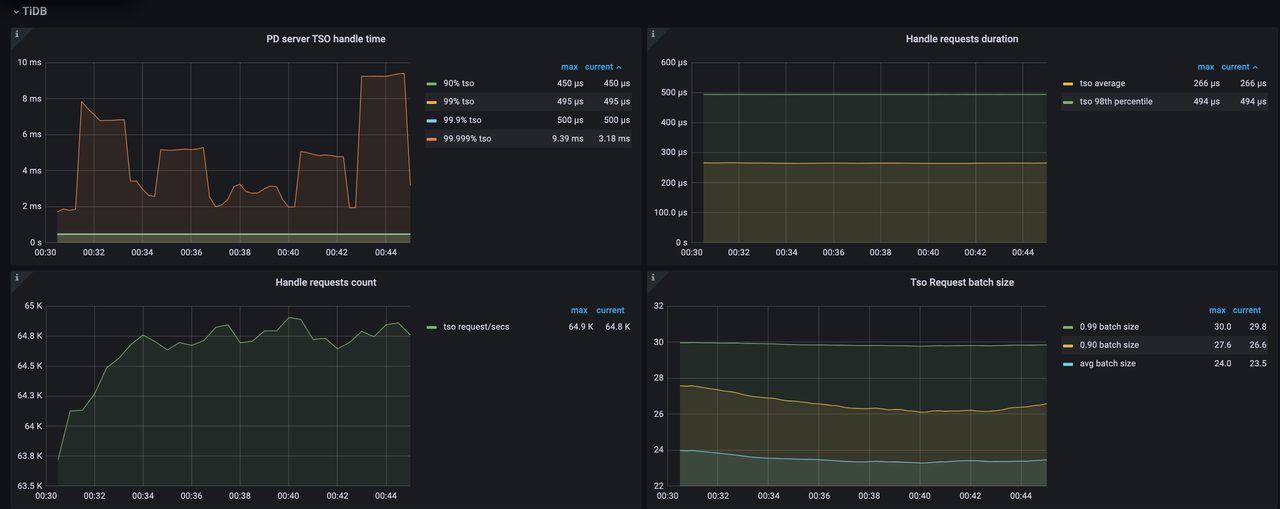 TiDB
PD server TSO handle time
10 ms
8 ms
6 ms
4 ms
2 ms
0 s
00:30 00:32 00:34 00:36 00:38 00:40 00:42 00:44
max current
90% tso 450 µs 450 µs
99% tso 495 µs 495 µs
99.9% tso 500 µs 500 µs
99.999% tso 9.39 ms 3.18 ms
Handle requests duration
600 µs
500 µs
400 µs
300 µs
200 µs
100.0 µs
0 s
00:30 00:32 00:34 00:36 00:38 00:40 00:42 00:44
max current
tso average 266 µs 266 µs
tso 98th percentile 494 µs 494 µs
Handle requests count
65 K
64.8 K
64.5 K
64.3 K
64 K
63.8 K
63.5 K
00:30 00:32 00:34 00:36 00:38 00:40 00:42 00:44
max current
tso request/secs 64.9 K 64.8 K
Tso Request batch size
32
30
28
26
24
22
00:30 00:32 00:34 00:36 00:38 00:40 00:42 00:44
max current
0.99 batch size 30.0 29.8
0.90 batch size 27.6 26.6
avg batch size 24.0 23.5